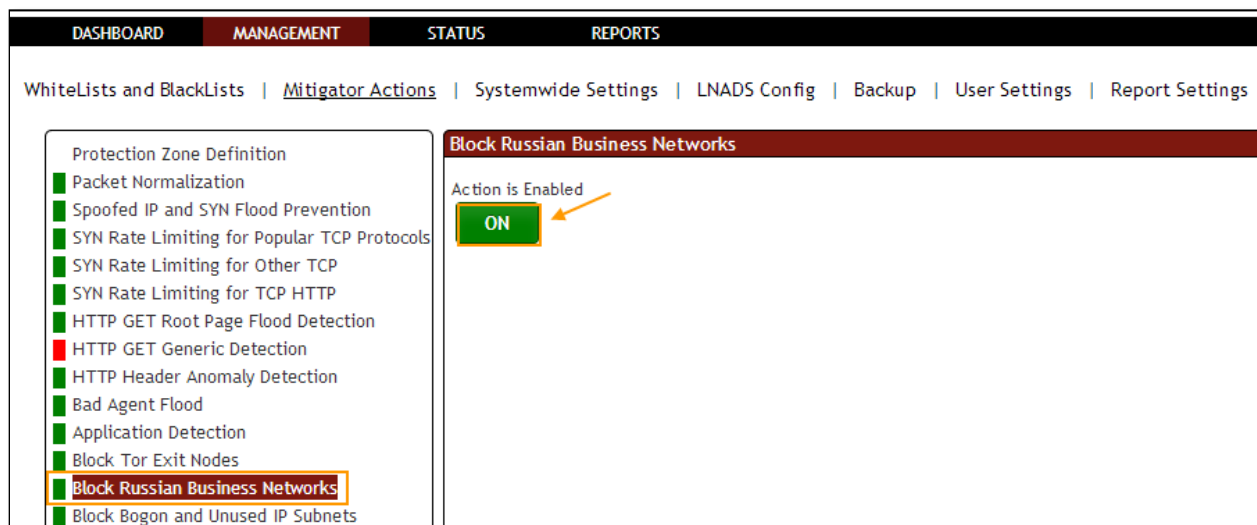 DASHBOARD MANAGEMENT STATUS REPORTS
WhiteLists and BlackLists | Mitigator Actions | Systemwide Settings | LNADS Config | Backup | User Settings | Report Settings
Protection Zone Definition
Packet Normalization
Spoofed IP and SYN Flood Prevention
SYN Rate Limiting for Popular TCP Protocols
SYN Rate Limiting for Other TCP
SYN Rate Limiting for TCP HTTP
HTTP GET Root Page Flood Detection
HTTP GET Generic Detection
HTTP Header Anomaly Detection
Bad Agent Flood
Application Detection
Block Tor Exit Nodes
Block Russian Business Networks
Block Bogon and Unused IP Subnets
Block Russian Business Networks
Action is Enabled
ON